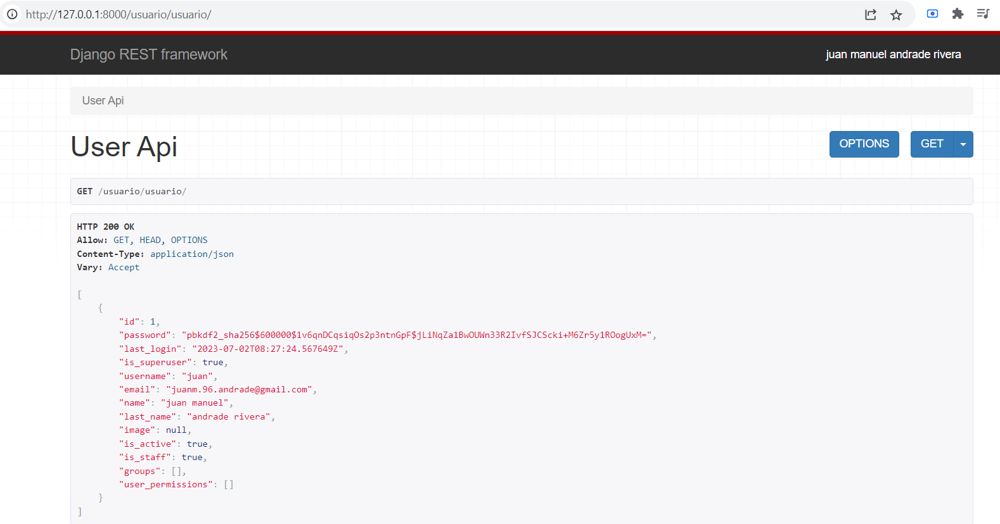 http://127.0.0.1:8000/usuario/usuario/
Django REST framework
juan manuel andrade rivera
User Api
User Api
OPTIONS
GET
GET /usuario/usuario/
HTTP 200 OK
Allow: GET, HEAD, OPTIONS
Content-Type: application/json
Vary: Accept
[
{
"id": 1,
"password": "pbkdf2_sha256$600000$1v6qnDCqsiqOs2p3ntnGpF$jLiNqZa1BwOUWn33R2IvfSJCScki+M6Zr5y1ROogUxM=",
"last_login": "2023-07-02T08:27:24.567649Z",
"is_superuser": true,
"username": "juan",
"email": "juanm.96.andrade@gmail.com",
"name": "juan manuel",
"last_name": "andrade rivera",
"image": null,
"is_active": true,
"is_staff": true,
"groups": [],
"user_permissions": []
}
]